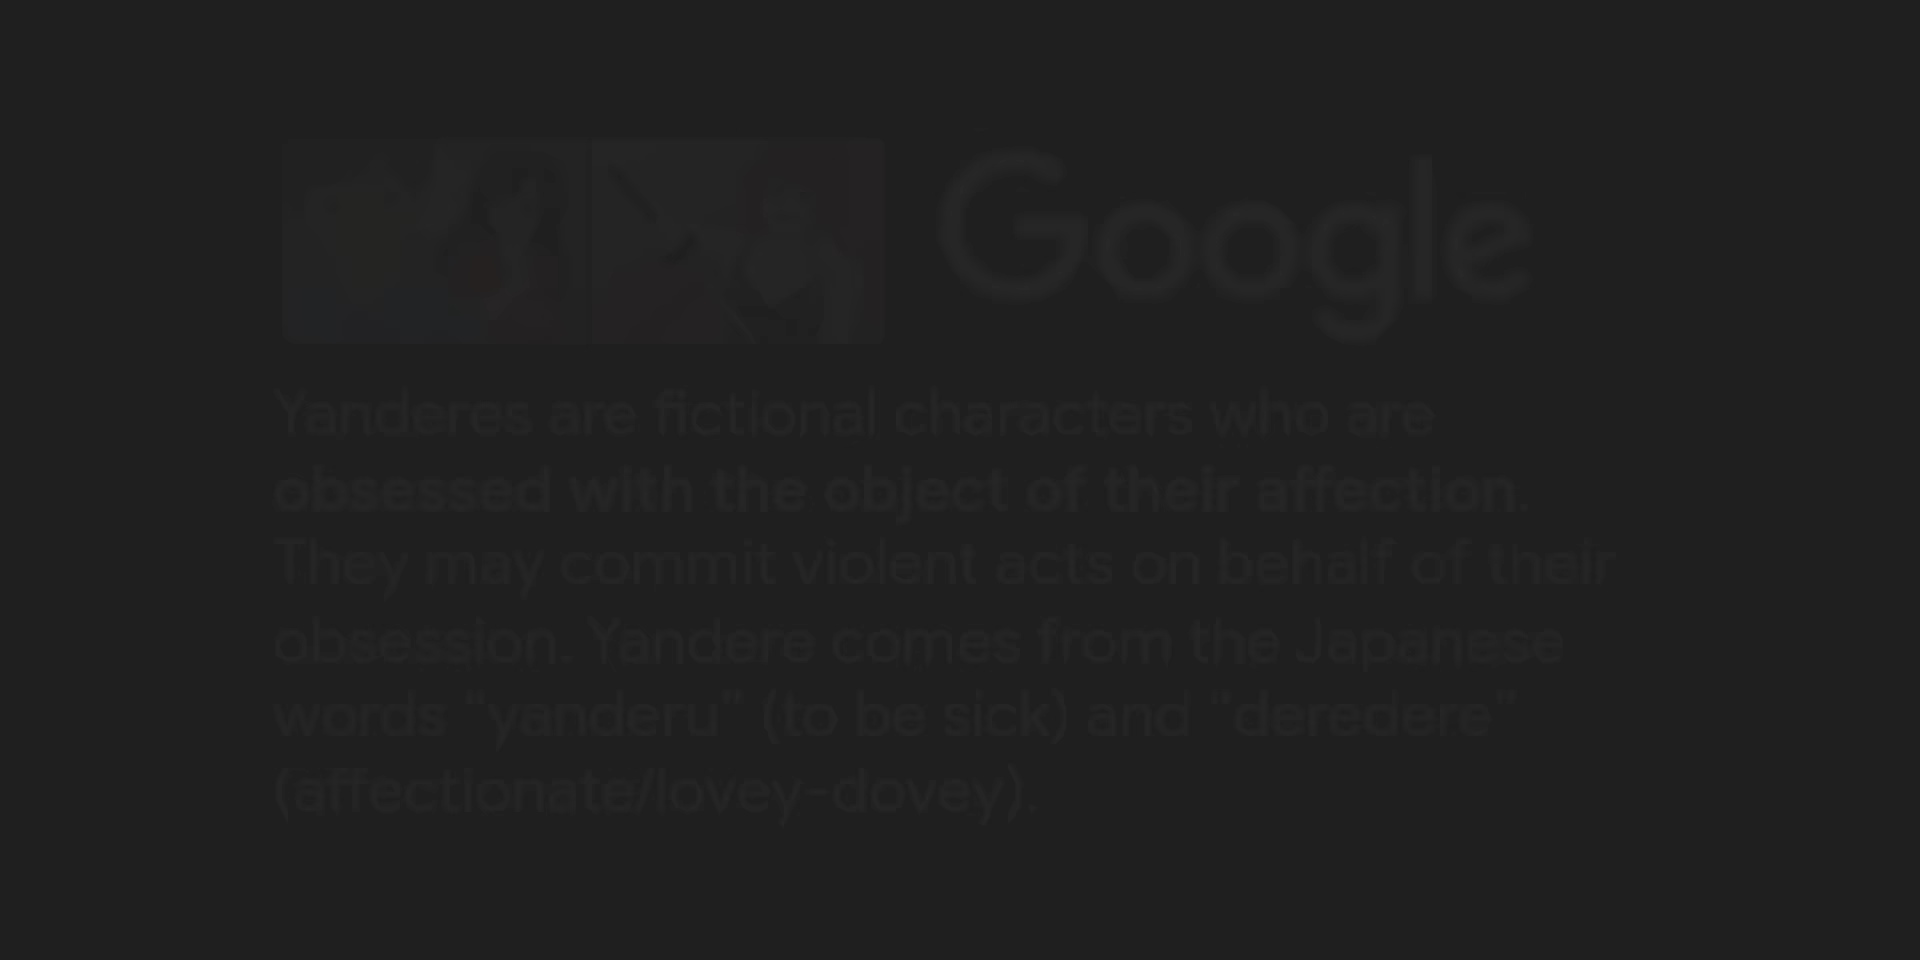 Google
Yanderes are fictional characters who are
obsessed with the object of their affection.
They may commit violent acts on behalf of their
obsession. Yandere comes from the Japanese
words "yanderu" (to be sick) and "deredere"
(affectionate/lovey-dovey).